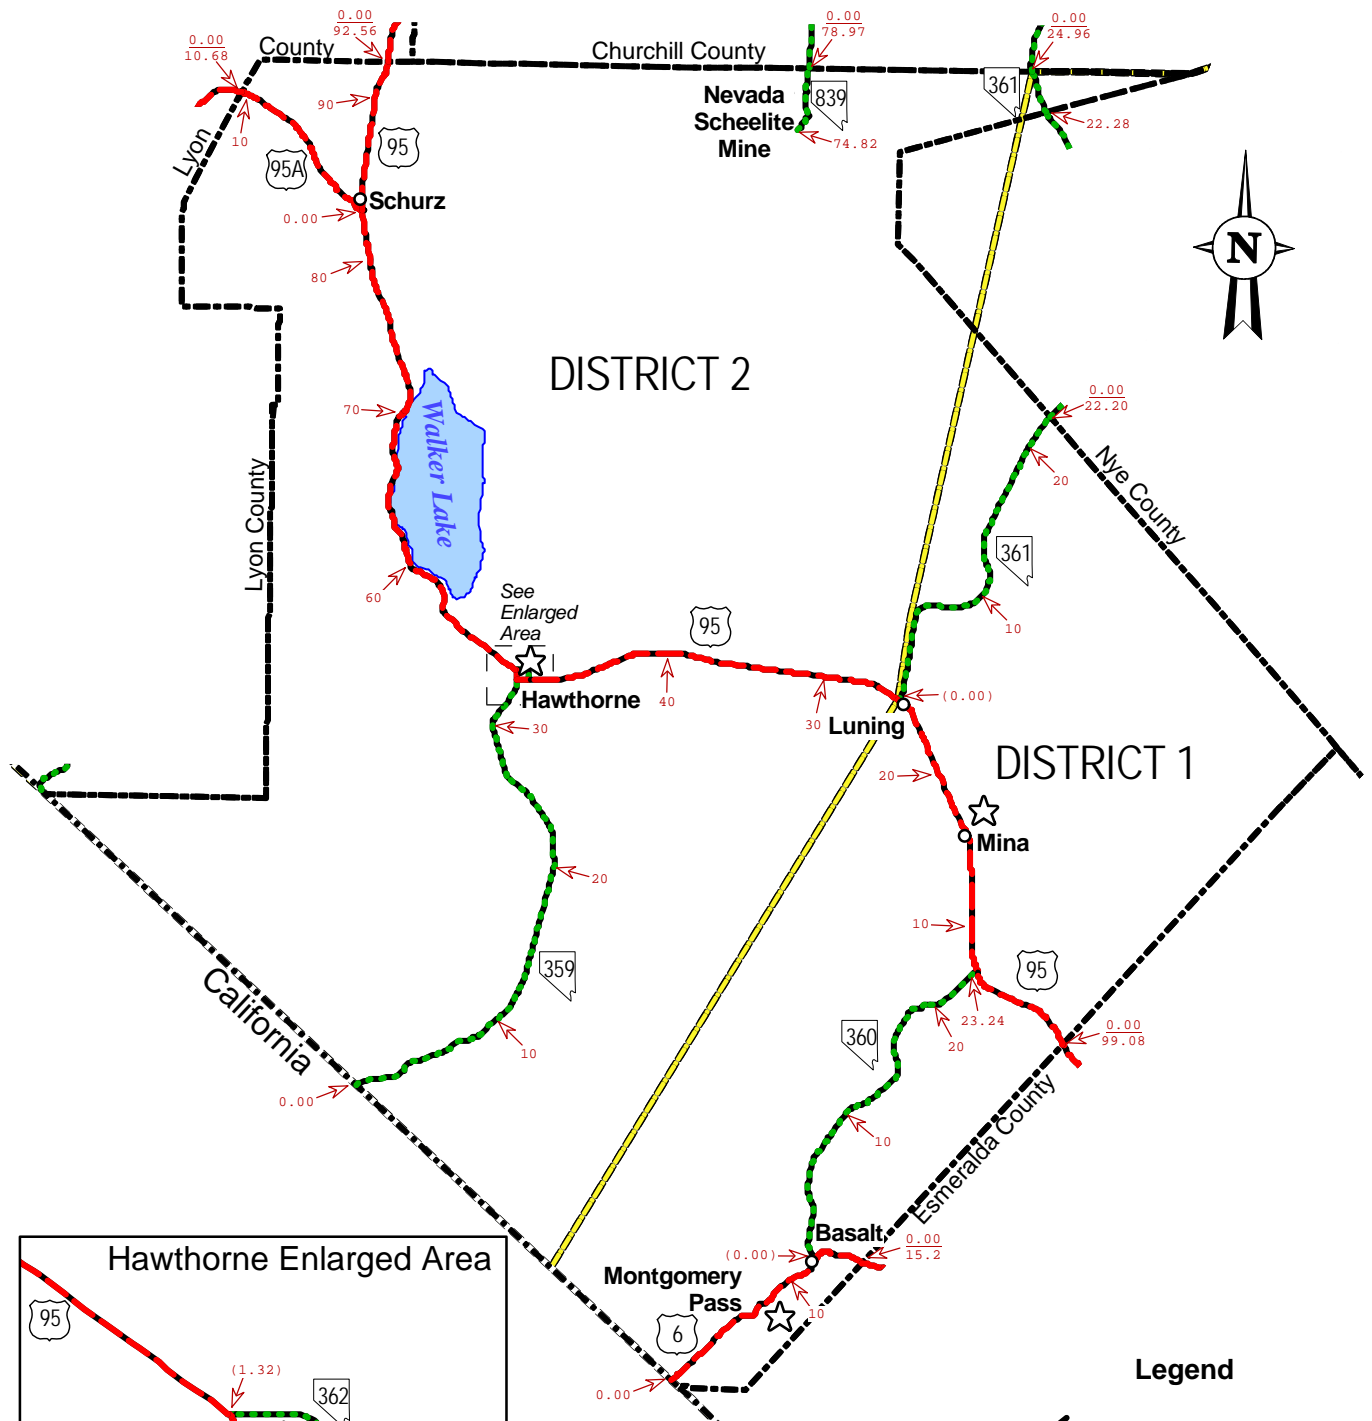 0.00
10.68
County
0.00
92.56
Churchill County
0.00
78.97
0.00
24.96
90
Nevada
Scheelite
Mine
839
361
10
Lyon
95A
95
74.82
22.28
Schurz
0.00
N
80
DISTRICT 2
70
Walker Lake
0.00
22.20
20
Nye County
Lyon County
361
60
See
Enlarged
Area
95
10
Hawthorne
40
30
(0.00)
Luning
30
20
DISTRICT 1
Mina
20
10
359
95
California
10
360
23.24
20
0.00
99.08
0.00
10
Esmeralda County
Basalt
(0.00)
0.00
15.2
Montgomery
Pass
10
6
0.00
Hawthorne Enlarged Area
95
(1.32)
362
Legend